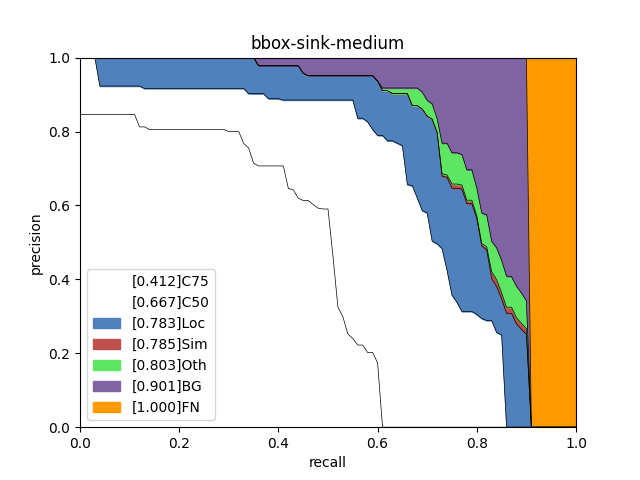 bbox-sink-medium
precision
1.0
0.8
0.6
0.4
0.2
0.0
[0.412]C75
[0.667]C50
[0.783]Loc
[0.785]Sim
[0.803]Oth
[0.901]BG
[1.000]FN
0.0 0.2 0.4 0.6 0.8 1.0
recall